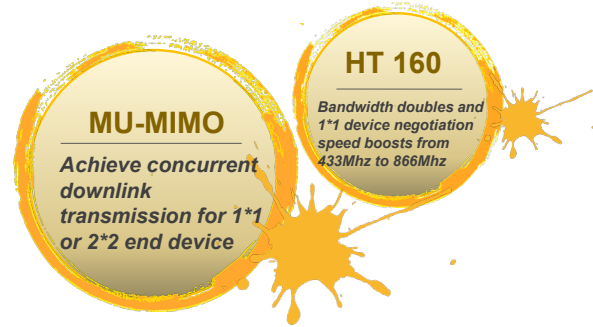 MU-MIMO
Achieve concurrent
downlink
transmission for 1*1
or 2*2 end device
HT 160
Bandwidth doubles and
1*1 device negotiation
speed boosts from
433Mhz to 866Mhz